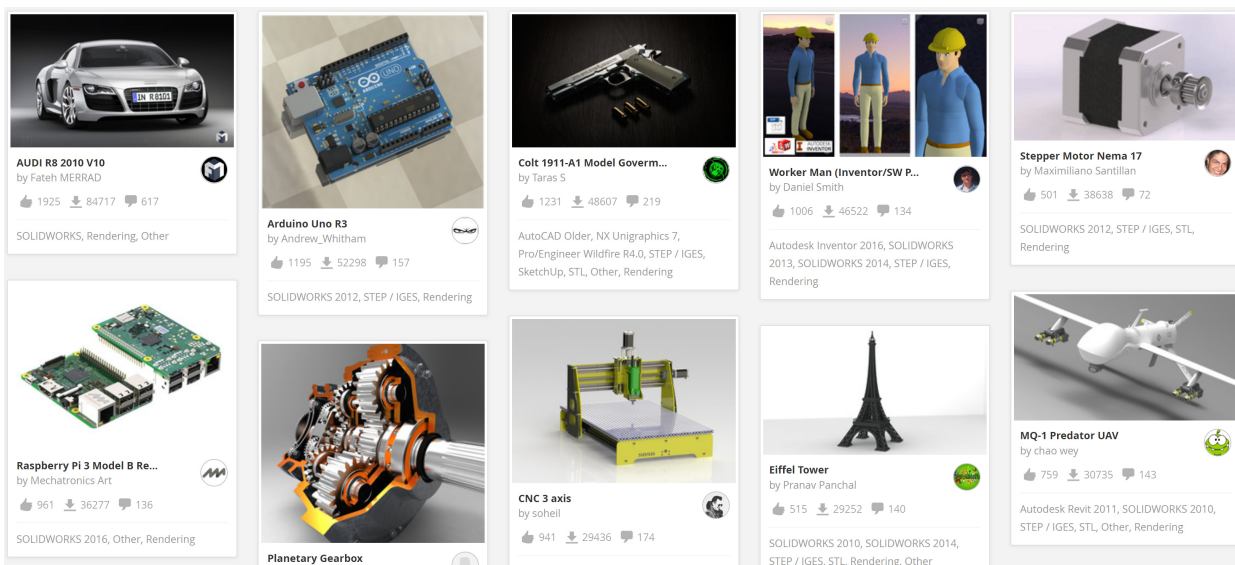 IN R8101
AUDI R8 2010 V10
by Fateh MERRAD
1925 84717 617
SOLIDWORKS, Rendering, Other
Raspberry Pi 3 Model B Re...
by Mechatronics Art
961 36277 136
SOLIDWORKS 2016, Other, Rendering
UNO
ARDUINO
Arduino Uno R3
by Andrew_Whitham
1195 52298 157
SOLIDWORKS 2012, STEP / IGES, Rendering
Planetary Gearbox
Colt 1911-A1 Model Goverm...
by Taras S
1231 48607 219
AutoCAD Older, NX Unigraphics 7,
Pro/Engineer Wildfire R4.0, STEP / IGES,
SketchUp, STL, Other, Rendering
CNC 3 axis
by soheil
941 29436 174
AUTODESK
INVENTOR
Worker Man (Inventor/SW P...
by Daniel Smith
1006 46522 134
Autodesk Inventor 2016, SOLIDWORKS
2013, SOLIDWORKS 2014, STEP / IGES,
Rendering
Eiffel Tower
by Pranav Panchal
515 29252 140
SOLIDWORKS 2010, SOLIDWORKS 2014,
STEP / IGES, STL, Rendering, Other
Stepper Motor Nema 17
by Maximiliano Santillan
501 38638 72
SOLIDWORKS 2012, STEP / IGES, STL,
Rendering
MQ-1 Predator UAV
by chao wey
759 30735 143
Autodesk Revit 2011, SOLIDWORKS 2010,
STEP / IGES, STL, Other, Rendering